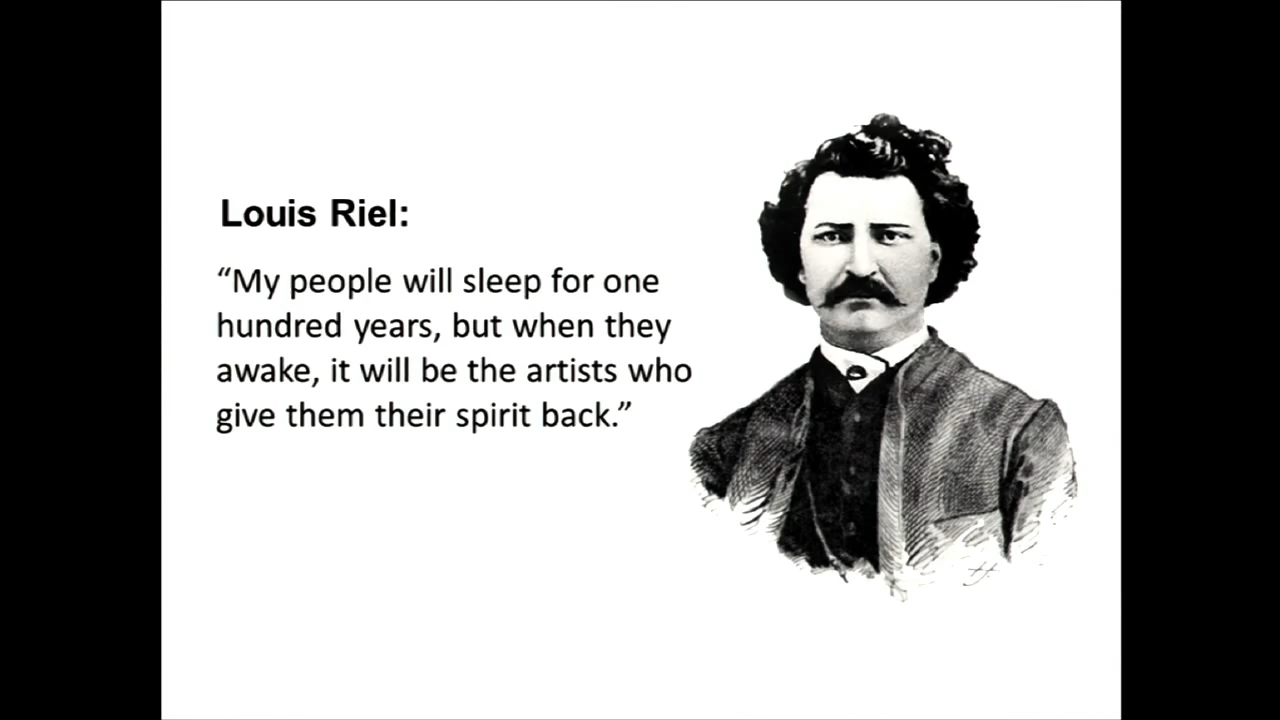 Louis Riel:
“My people will sleep for one
hundred years, but when they
awake, it will be the artists who
give them their spirit back.”